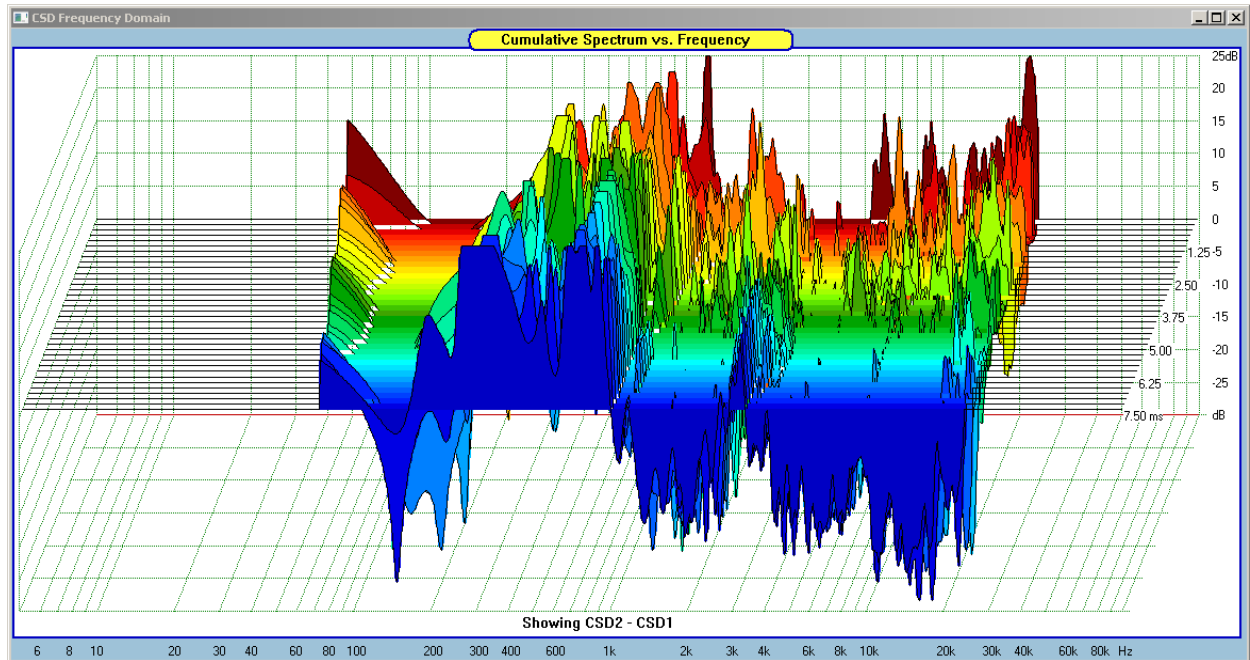 CSD Frequency Domain
Cumulative Spectrum vs. Frequency
25dB
20
15
10
5
0
1.25 -5
2.50 -10
3.75 -15
5.00 -20
6.25 -25
7.50 ms dB
Showing CSD2 - CSD1
6 8 10 20 30 40 60 80 100 200 300 400 600 1k 2k 3k 4k 6k 8k 10k 20k 30k 40k 60k 80k Hz